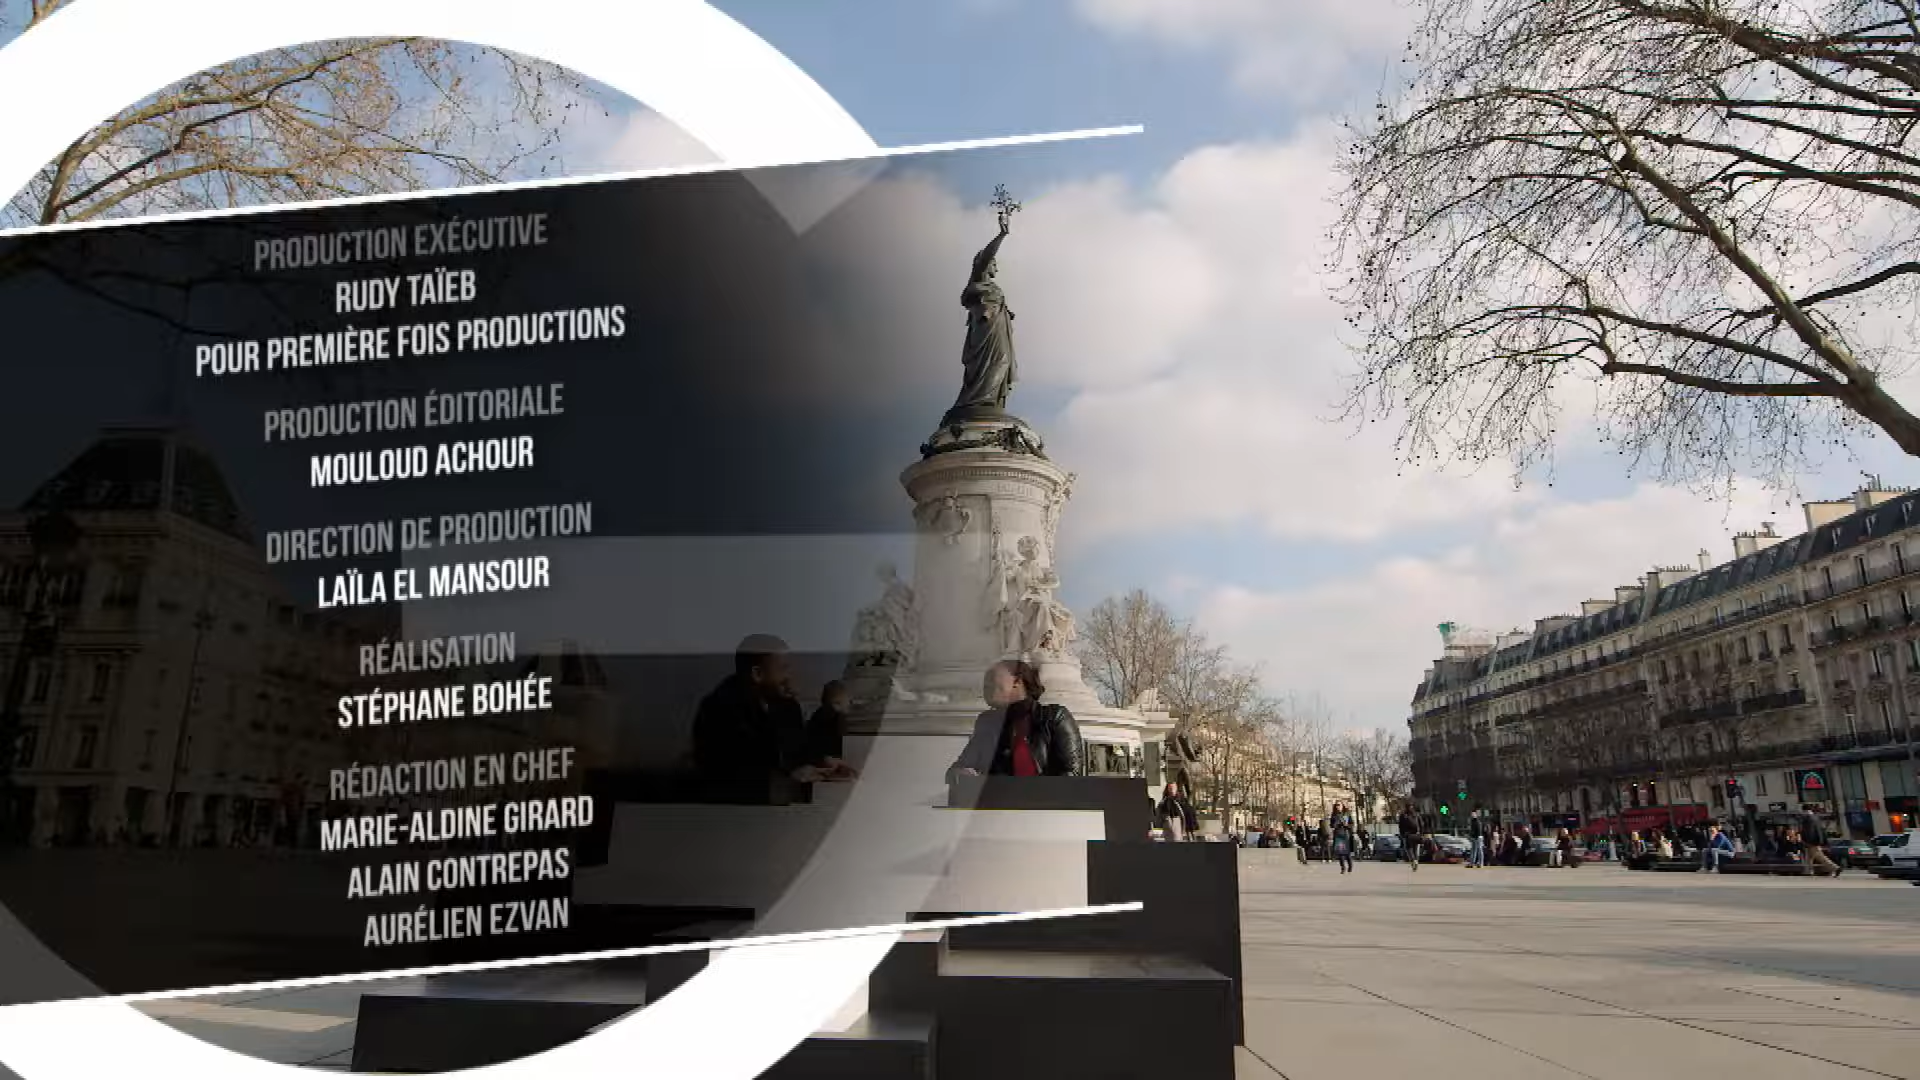 PRODUCTION EXÉCUTIVE
RUDY TAÏEB
POUR PREMIÈRE FOIS PRODUCTIONS
PRODUCTION ÉDITORIALE
MOULOUD ACHOUR
DIRECTION DE PRODUCTION
LAÏLA EL MANSOUR
RÉALISATION
STÉPHANE BOHÉE
RÉDACTION EN CHEF
MARIE-ALDINE GIRARD
ALAIN CONTREPAS
AURÉLIEN EZVAN